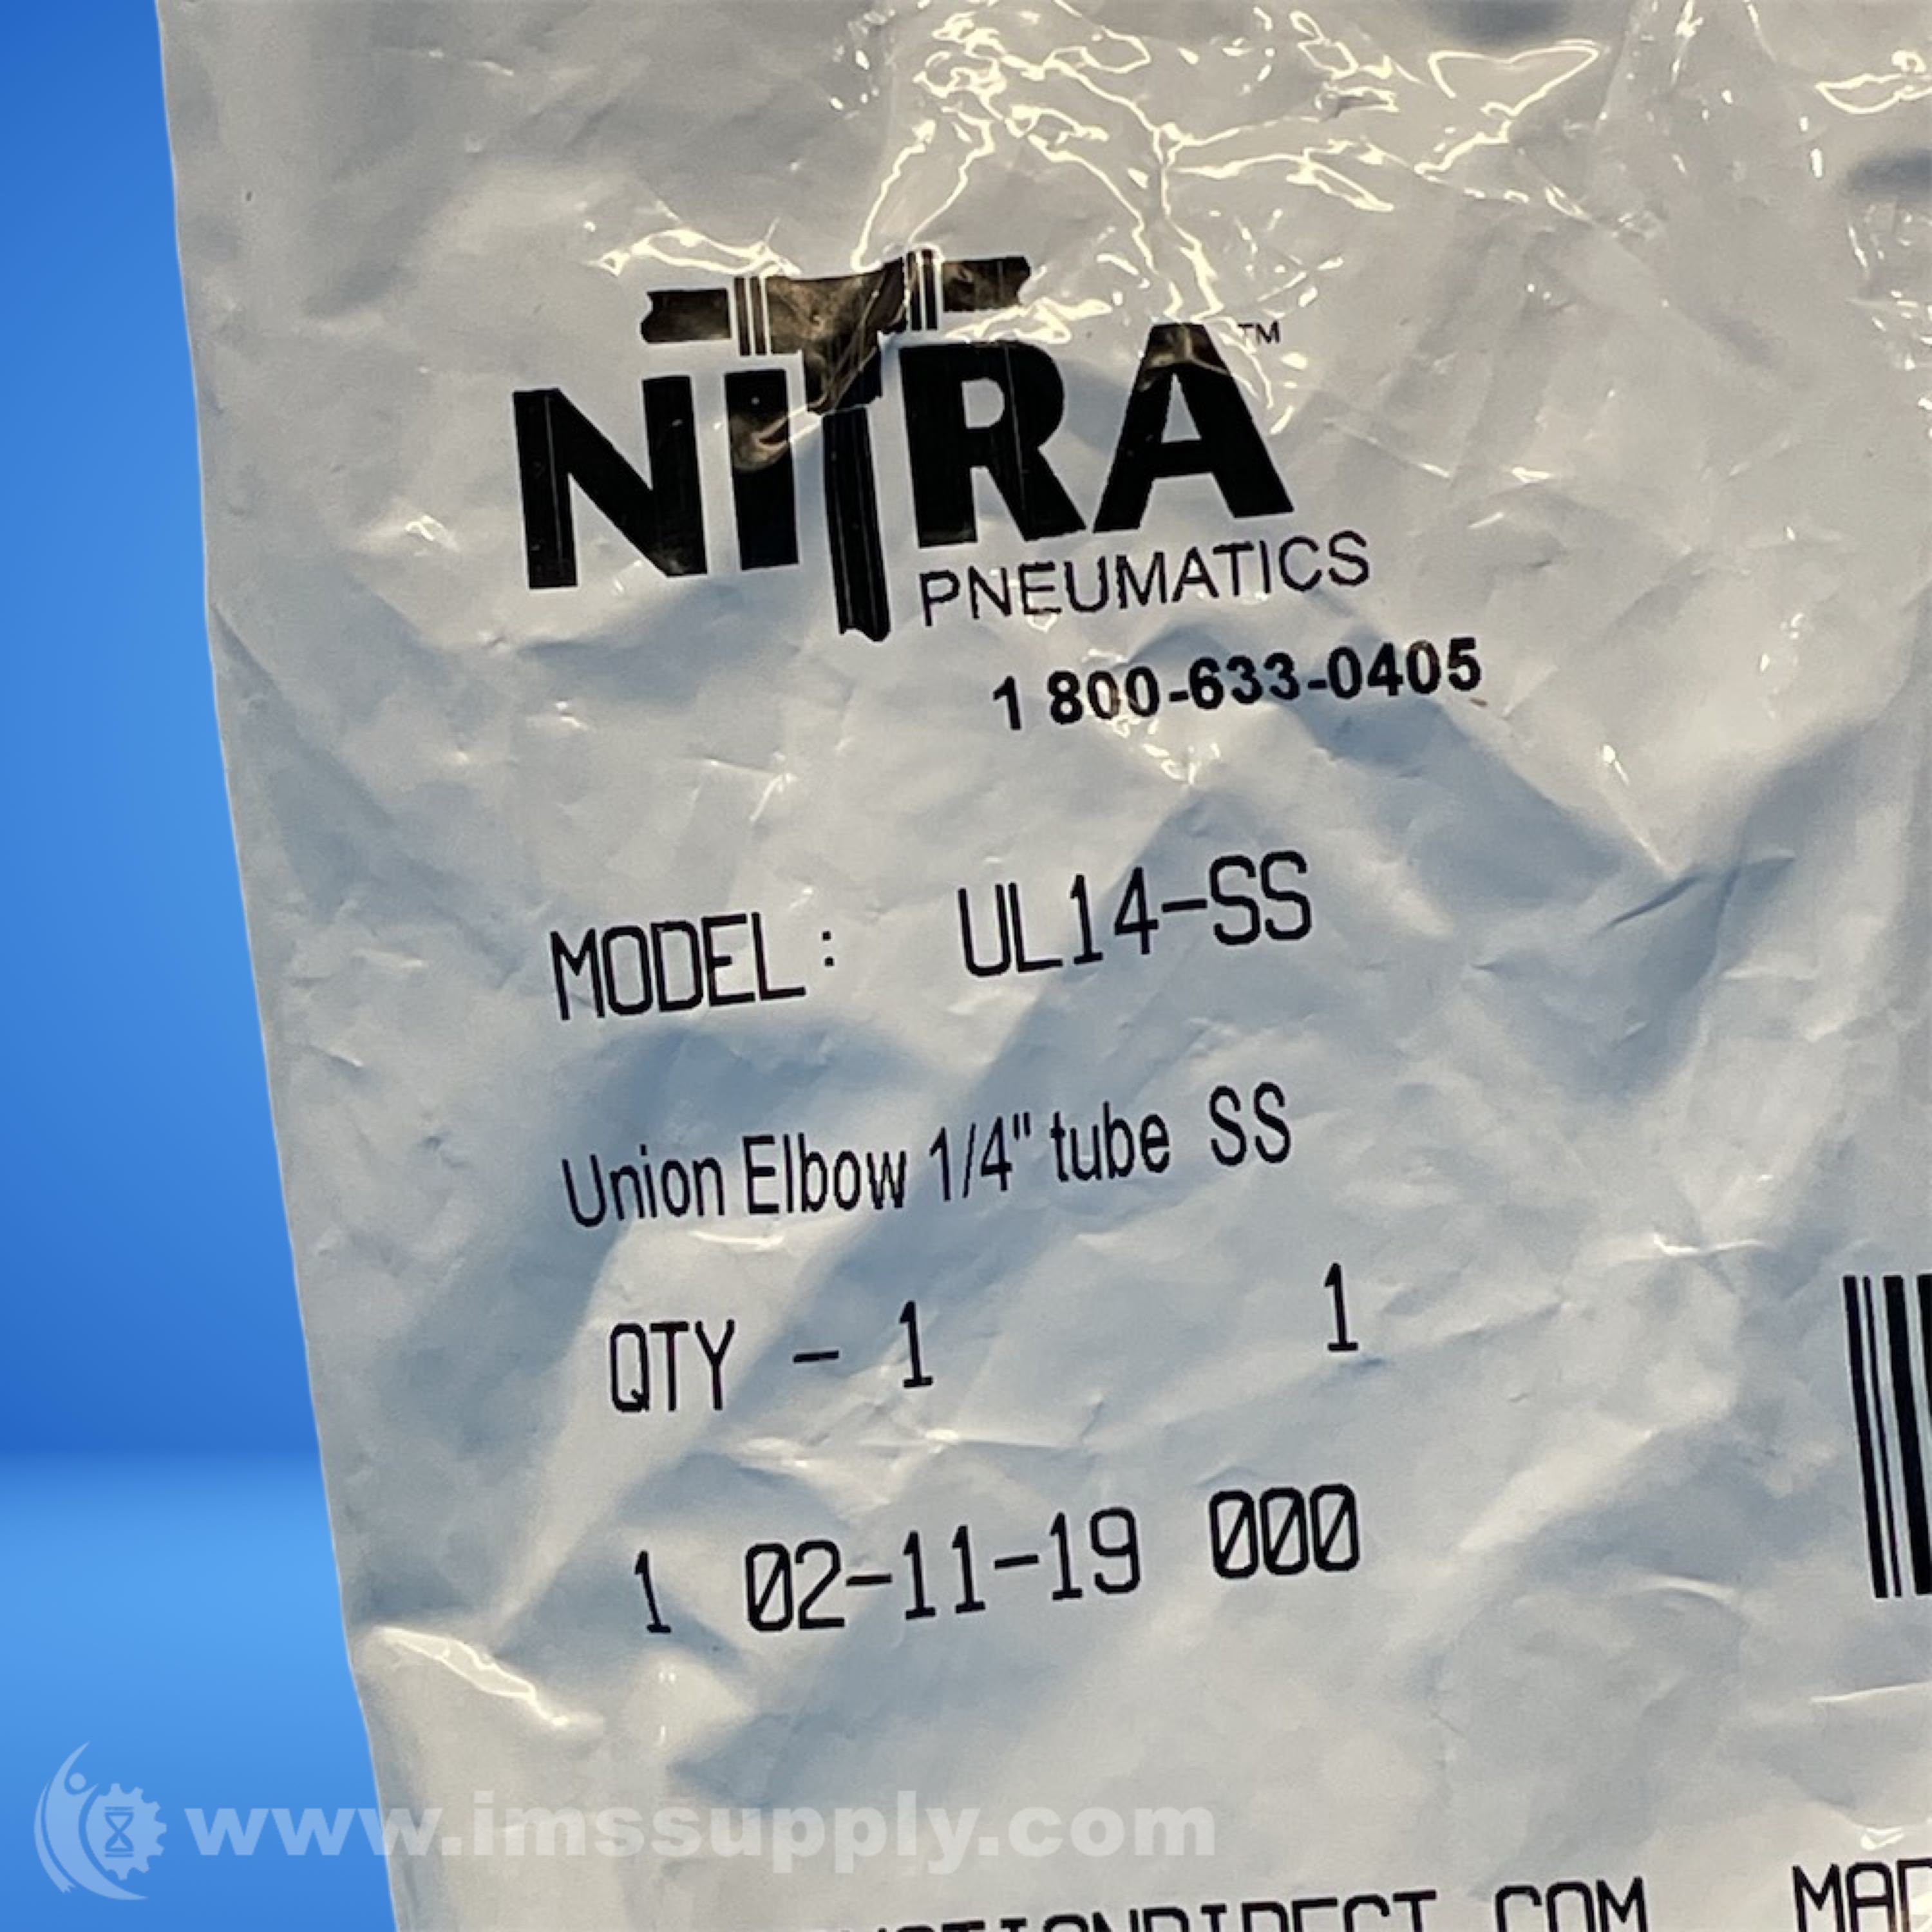 NITRA™
PNEUMATICS
1 800-633-0405
MODEL: UL14-SS
Union Elbow 1/4" tube SS
QTY - 1 1
1 02-11-19 000
www.imssupply.com